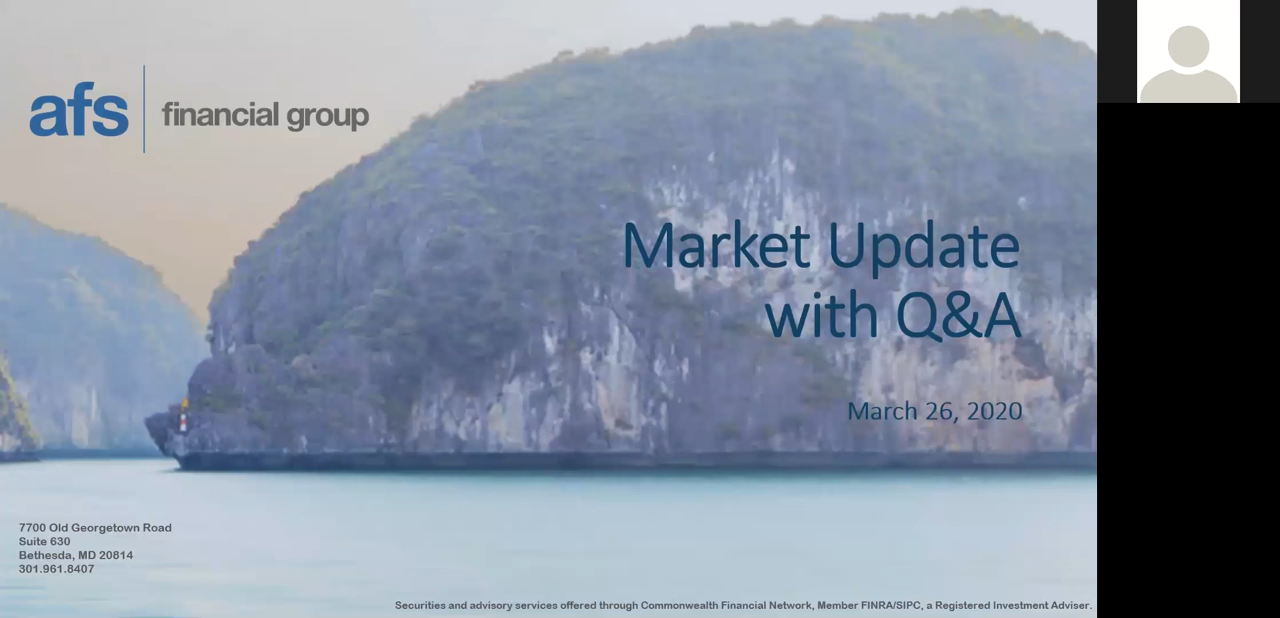 afs financial group
Market Update
with Q&A
March 26, 2020
7700 Old Georgetown Road
Suite 630
Bethesda, MD 20814
301.961.8407
Securities and advisory services offered through Commonwealth Financial Network, Member FINRA/SIPC, a Registered Investment Adviser.